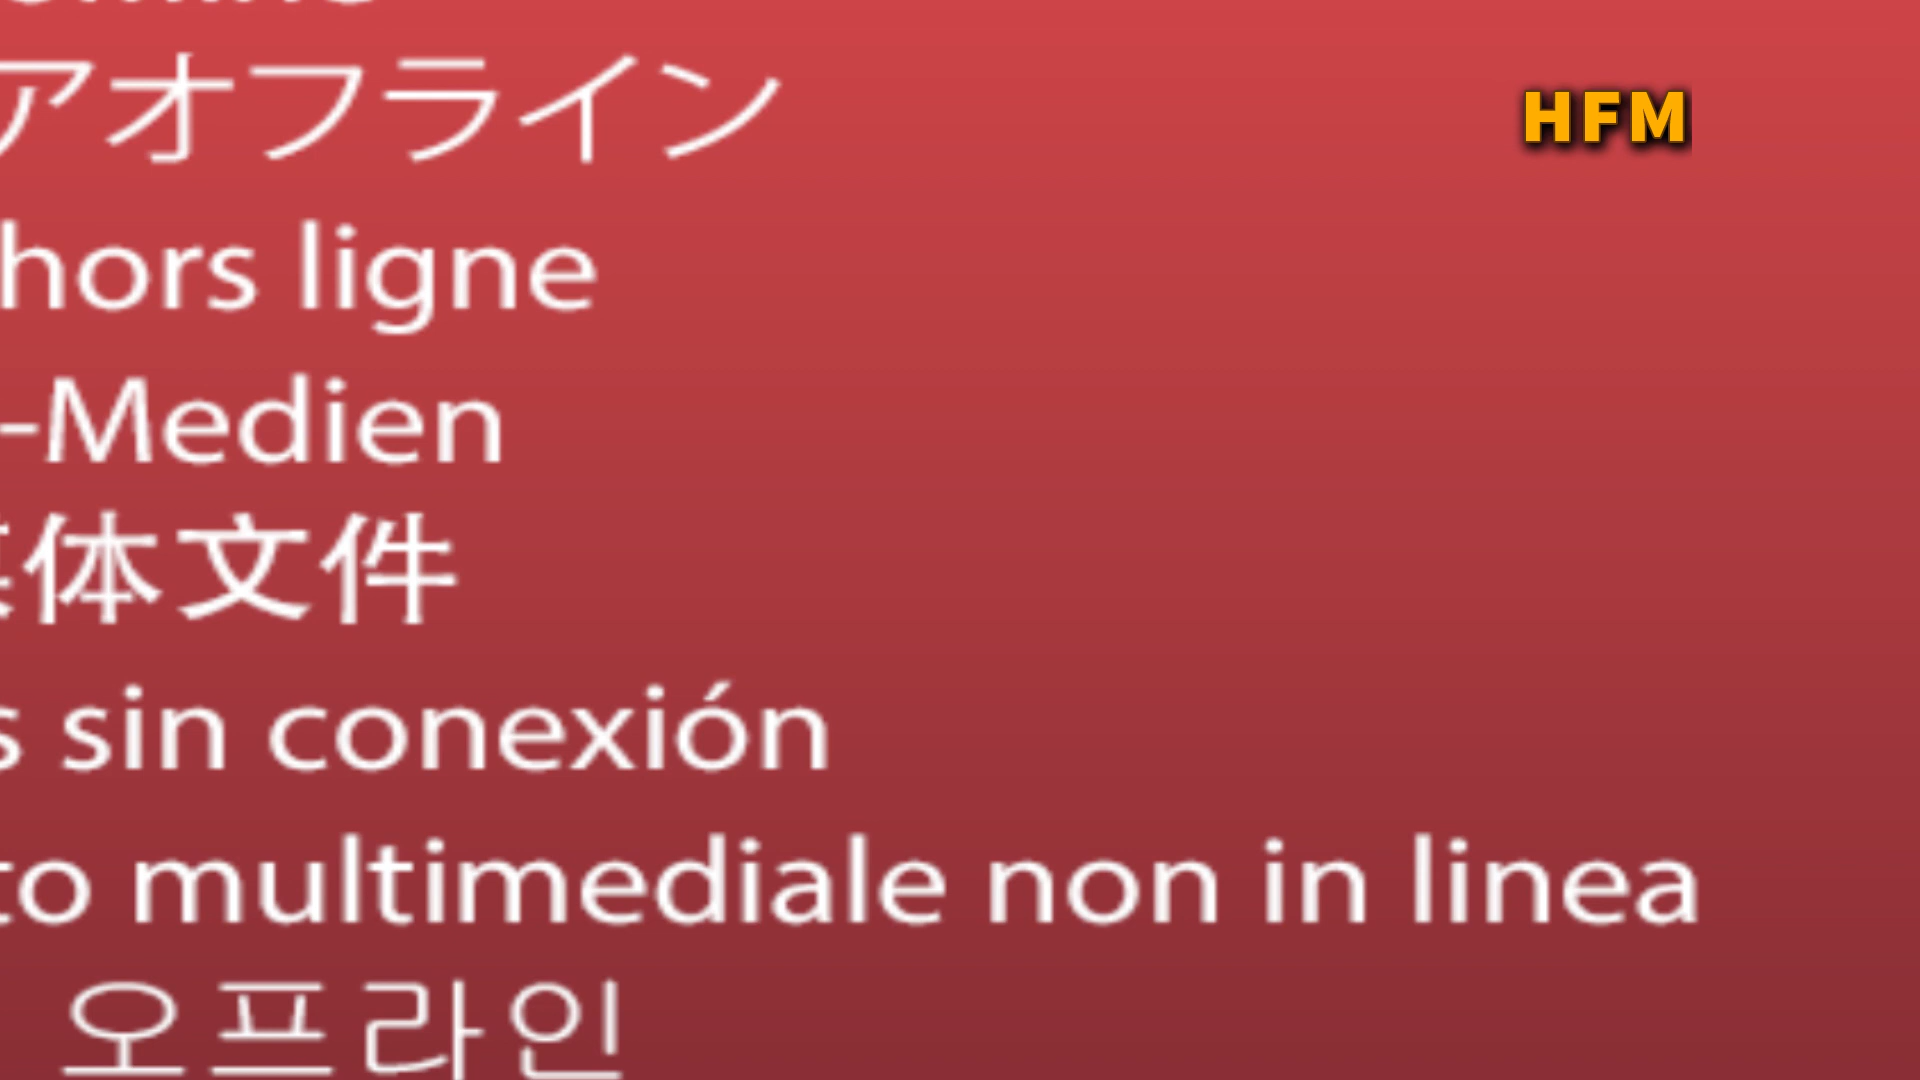 アオフライン
HFM
hors ligne
-Medien
体文件
s sin conexión
to multimediale non in linea
오프라인